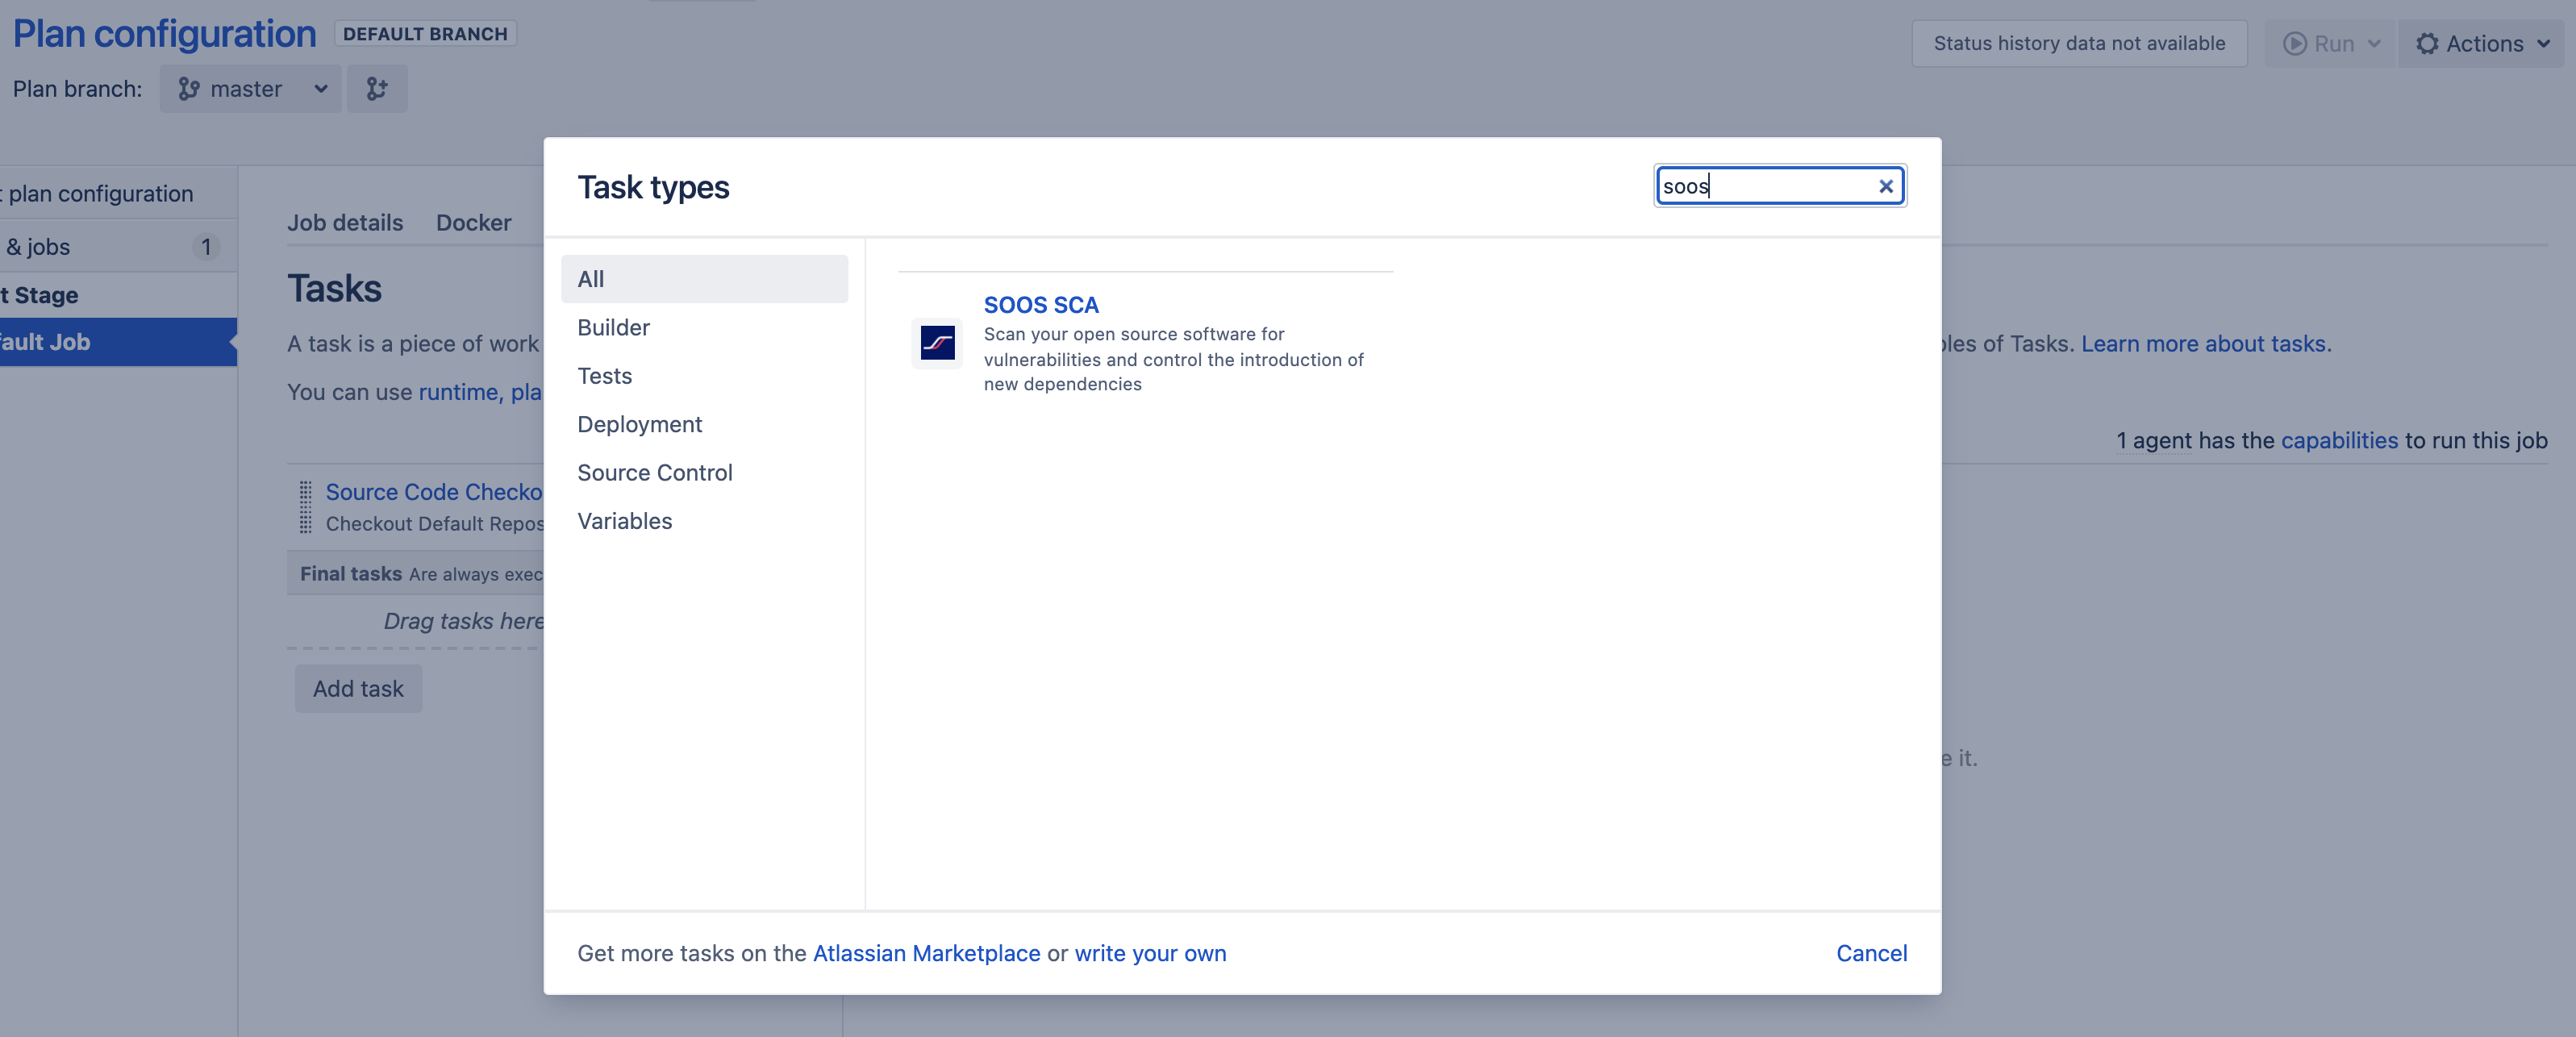 Plan configuration DEFAULT BRANCH
Status history data not available Run Actions
Plan branch: master
Task types soos
plan configuration
& jobs 1
t Stage
ault Job
Job details Docker
Tasks
A task is a piece of work
les of Tasks. Learn more about tasks.
You can use runtime, pla
1 agent has the capabilities to run this job
Source Code Checko
Checkout Default Repos
Final tasks Are always exec
Drag tasks here
Add task
e it.
All
Builder
Tests
Deployment
Source Control
Variables
SOOS SCA
Scan your open source software for
vulnerabilities and control the introduction of
new dependencies
Get more tasks on the Atlassian Marketplace or write your own
Cancel